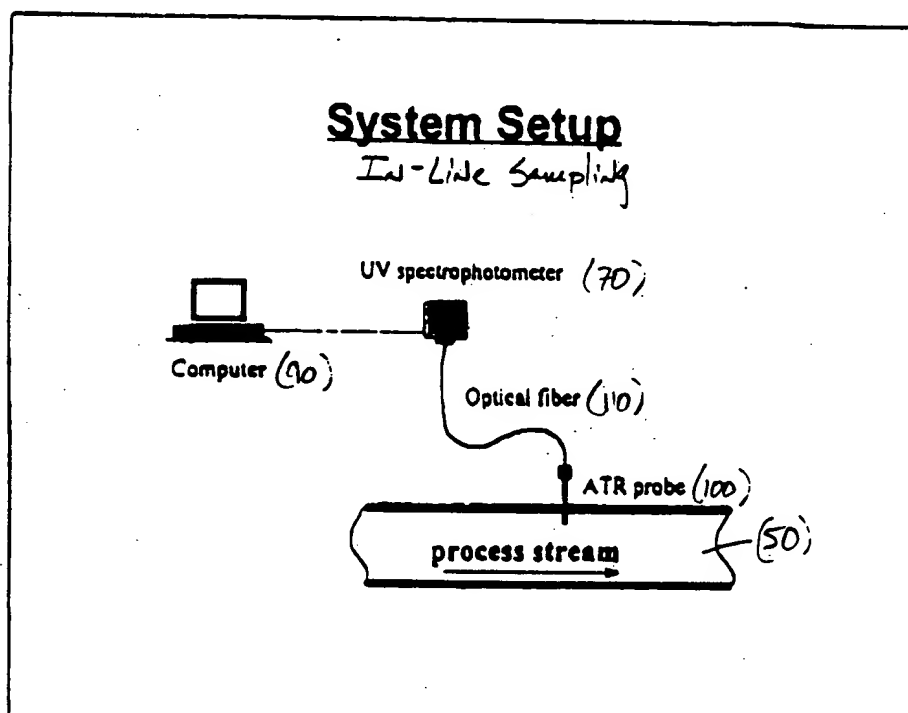 System Setup
In-Line Sampling
UV spectrophotometer (70)
Computer (90)
Optical fiber (110)
ATR probe (100)
(50)
process stream